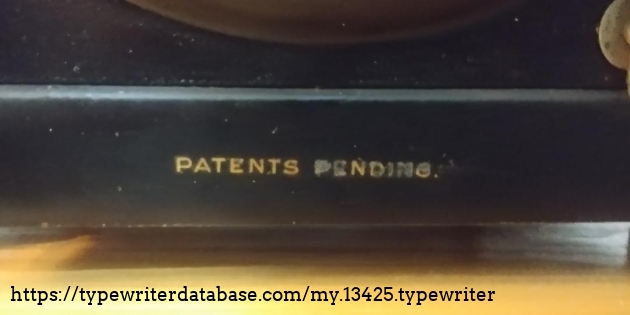 PATENTS PENDING.
https://typewriterdatabase.com/my.13425.typewriter